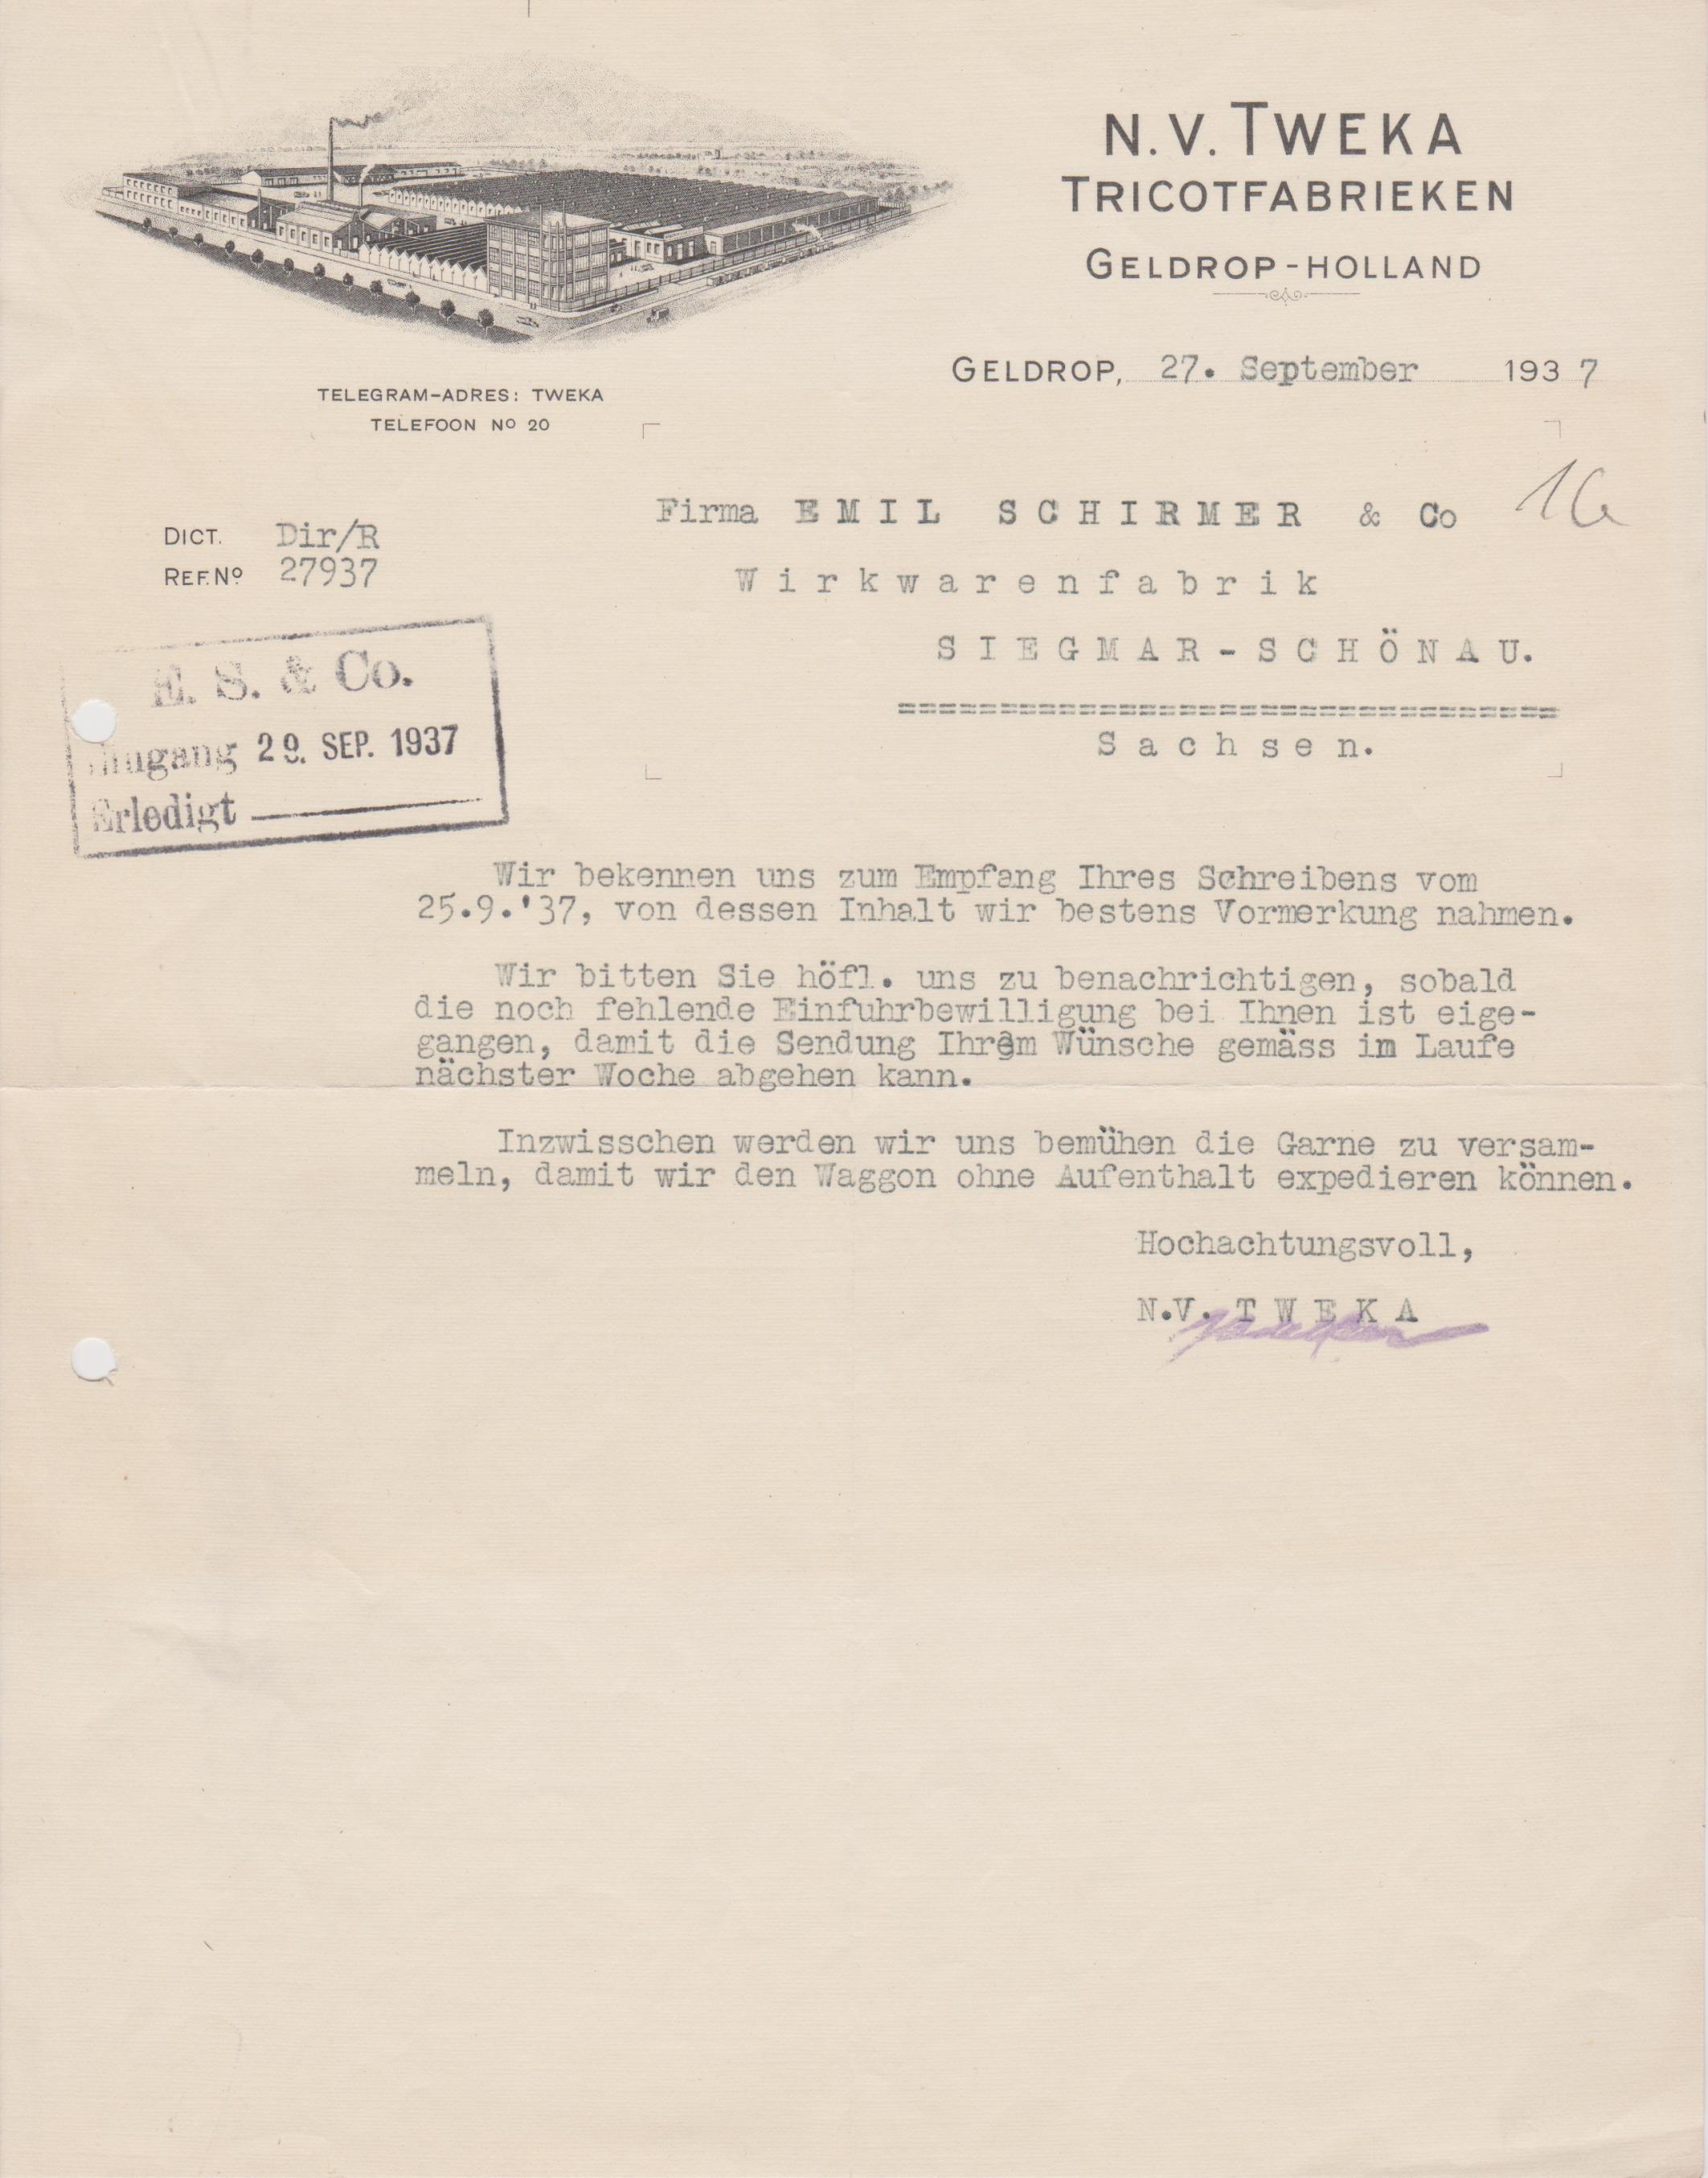 N.V. TWEKA
TRICOTFABRIEKEN
GELDROP-HOLLAND
GELDROP, 27. September 1937
TELEGRAM-ADRES: TWEKA
TELEFOON No 20
Firma EMIL SCHIRMER & Co
Wirkwarenfabrik
SIEGMAR-SCHÖNAU.
==================================
Sachsen.
DICT. Dir/R
REF.No 27937
E. S. & Co.
Eingang 29. SEP. 1937
Erledigt
Wir bekennen uns zum Empfang Ihres Schreibens vom
25.9.'37, von dessen Inhalt wir bestens Vormerkung nahmen.
Wir bitten Sie höfl. uns zu benachrichtigen, sobald
die noch fehlende Einfuhrbewilligung bei Ihnen ist eige-
gangen, damit die Sendung Ihrem Wünsche gemäss im Laufe
nächster Woche abgehen kann.
Inzwisschen werden wir uns bemühen die Garne zu versam-
meln, damit wir den Waggon ohne Aufenthalt expedieren können.
Hochachtungsvoll,
N.V. TWEKA